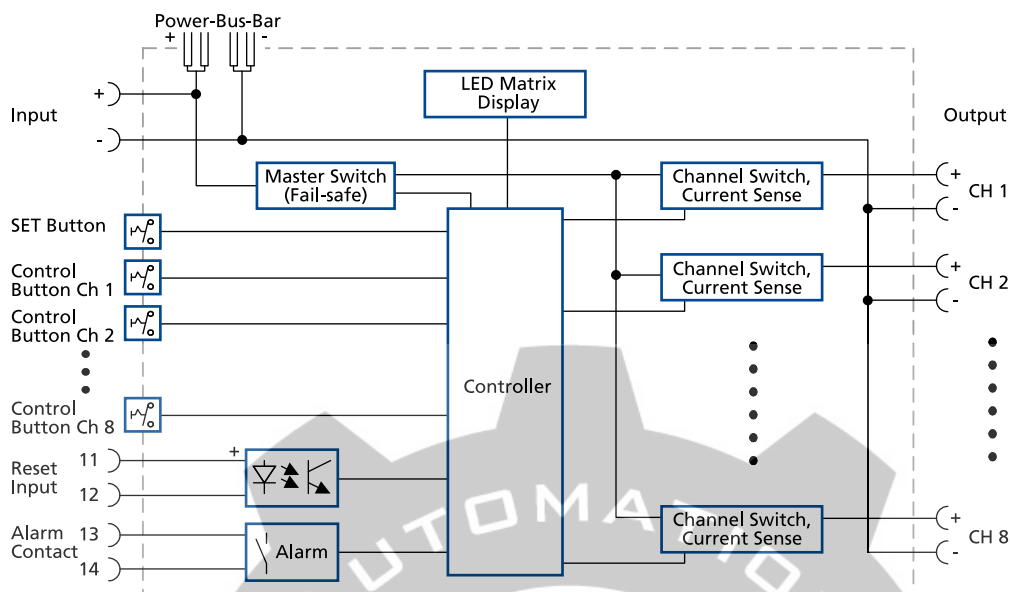 Power-Bus-Bar
+ -
LED Matrix
Display
Input
+
-
Output
Master Switch
(Fail-safe)
Channel Switch,
Current Sense
+
CH 1
-
SET Button
Control
Button Ch 1
Channel Switch,
Current Sense
+
CH 2
-
Control
Button Ch 2
Controller
Control
Button Ch 8
Reset
Input
11
+
12
Alarm
Contact
13
14
Alarm
Channel Switch,
Current Sense
+
CH 8
-
UTOMATIO